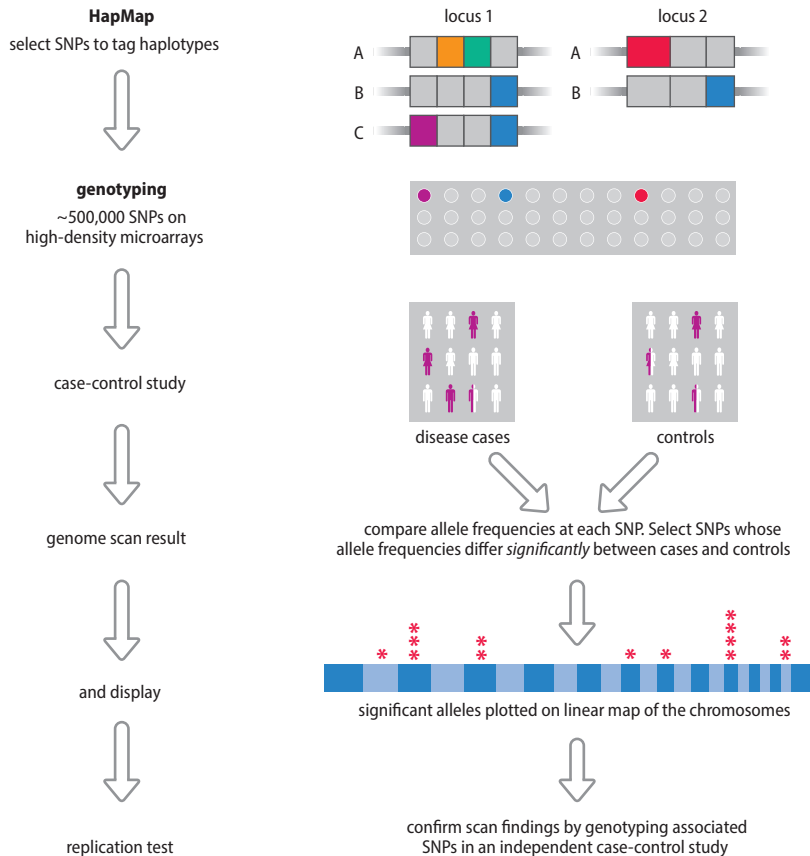 HapMap
select SNPs to tag haplotypes
locus 1
locus 2
A
B
C
A
B
genotyping
~500,000 SNPs on
high-density microarrays
case-control study
disease cases
controls
genome scan result
compare allele frequencies at each SNP. Select SNPs whose
allele frequencies differ significantly between cases and controls
* *** ** * * **** **
and display
significant alleles plotted on linear map of the chromosomes
replication test
confirm scan findings by genotyping associated
SNPs in an independent case-control study